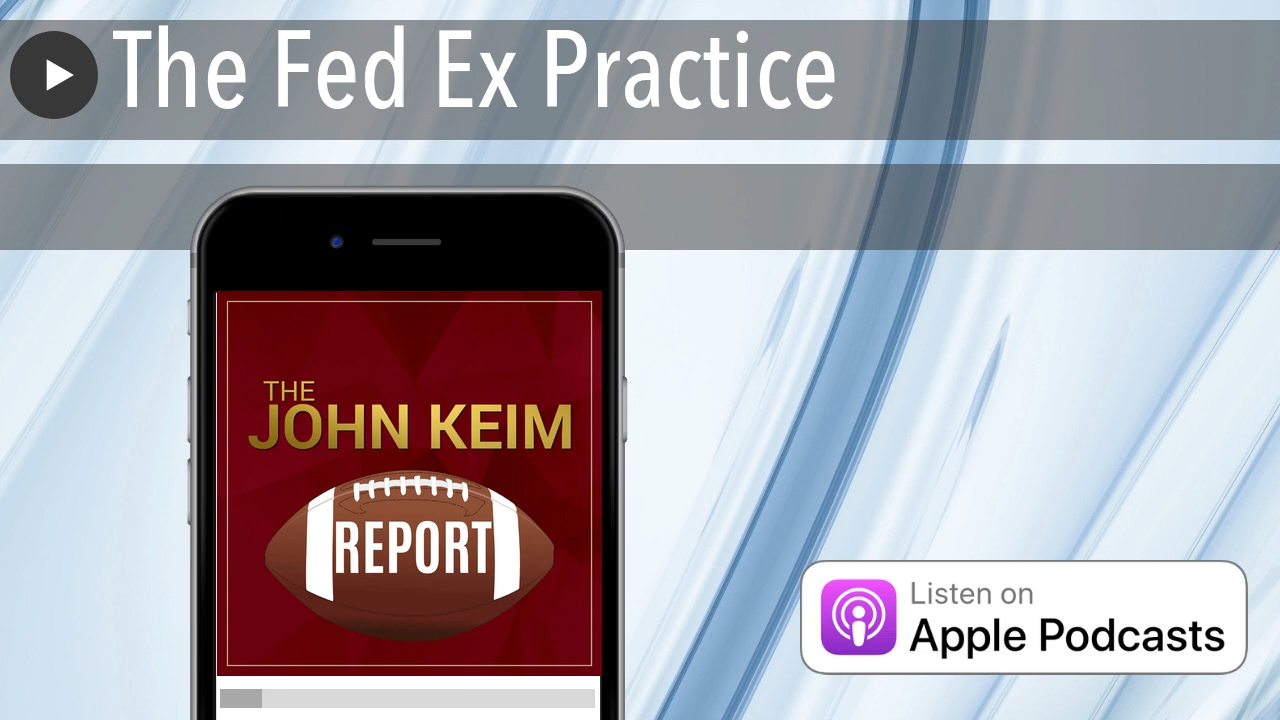 The Fed Ex Practice
THE
JOHN KEIM
REPORT
Listen on
Apple Podcasts